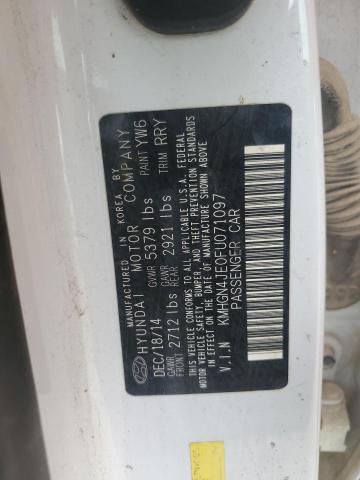 MANUFACTURED IN KOREA BY
HYUNDAI MOTOR COMPANY
DEC/18/14 GVWR 5379 lbs PAINT YW6
GAWR FRONT 2712 lbs GAWR REAR 2921 lbs TRIM RRY
THIS VEHICLE CONFORMS TO ALL APPLICABLE U.S.A. FEDERAL
MOTOR VEHICLE SAFETY, BUMPER, AND THEFT PREVENTION STANDARDS
IN EFFECT ON THE DATE OF MANUFACTURE SHOWN ABOVE
V.I.N KMHGN41E0FU071097
PASSENGER CAR